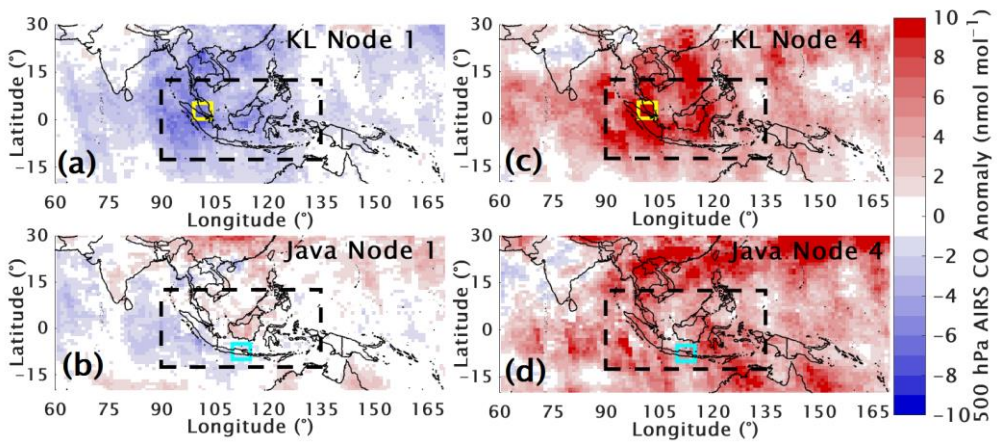 30
15
0
−15
Latitude (°)
KL Node 1
(a)
60 75 90 105 120 135 150 165
Longitude (°)
30
15
0
−15
Latitude (°)
KL Node 4
(c)
60 75 90 105 120 135 150 165
Longitude (°)
30
15
0
−15
Latitude (°)
Java Node 1
(b)
60 75 90 105 120 135 150 165
Longitude (°)
30
15
0
−15
Latitude (°)
Java Node 4
(d)
60 75 90 105 120 135 150 165
Longitude (°)
10
8
6
4
2
0
−2
−4
−6
−8
−10
500 hPa AIRS CO Anomaly (nmol mol⁻¹)